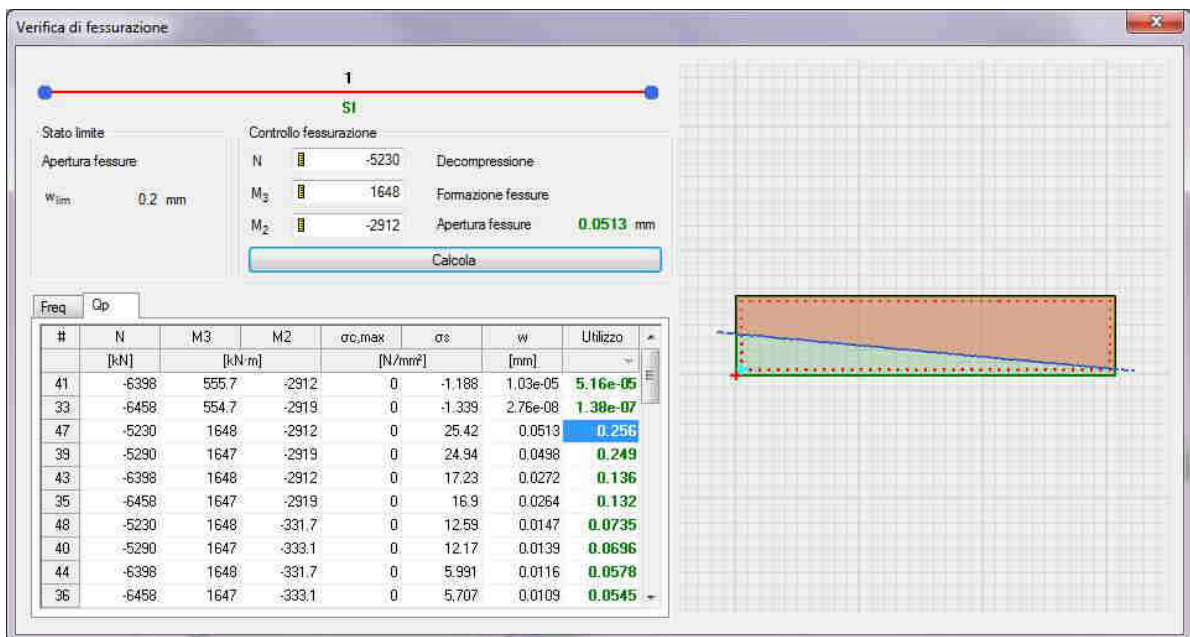 Verifica di fessurazione
1
SI
Stato limite
Apertura fessure
wlim 0.2 mm
Controllo fessurazione
N -5230 Decompressione
M3 1648 Formazione fessure
M2 -2912 Apertura fessure 0.0513 mm
Calcola
Freq Qp
# N M3 M2 σc,max σs w Utilizzo
[kN] [kN·m] [N/mm²] [mm]
41 -6398 555.7 -2912 0 -1.188 1.03e-05 5.16e-05
33 -6458 554.7 -2919 0 -1.339 2.76e-08 1.38e-07
47 -5230 1648 -2912 0 25.42 0.0513 0.256
39 -5290 1647 -2919 0 24.94 0.0498 0.249
43 -6398 1648 -2912 0 17.23 0.0272 0.136
35 -6458 1647 -2919 0 16.9 0.0264 0.132
48 -5230 1648 -331.7 0 12.59 0.0147 0.0735
40 -5290 1647 -333.1 0 12.17 0.0139 0.0696
44 -6398 1648 -331.7 0 5.991 0.0116 0.0578
36 -6458 1647 -333.1 0 5.707 0.0109 0.0545